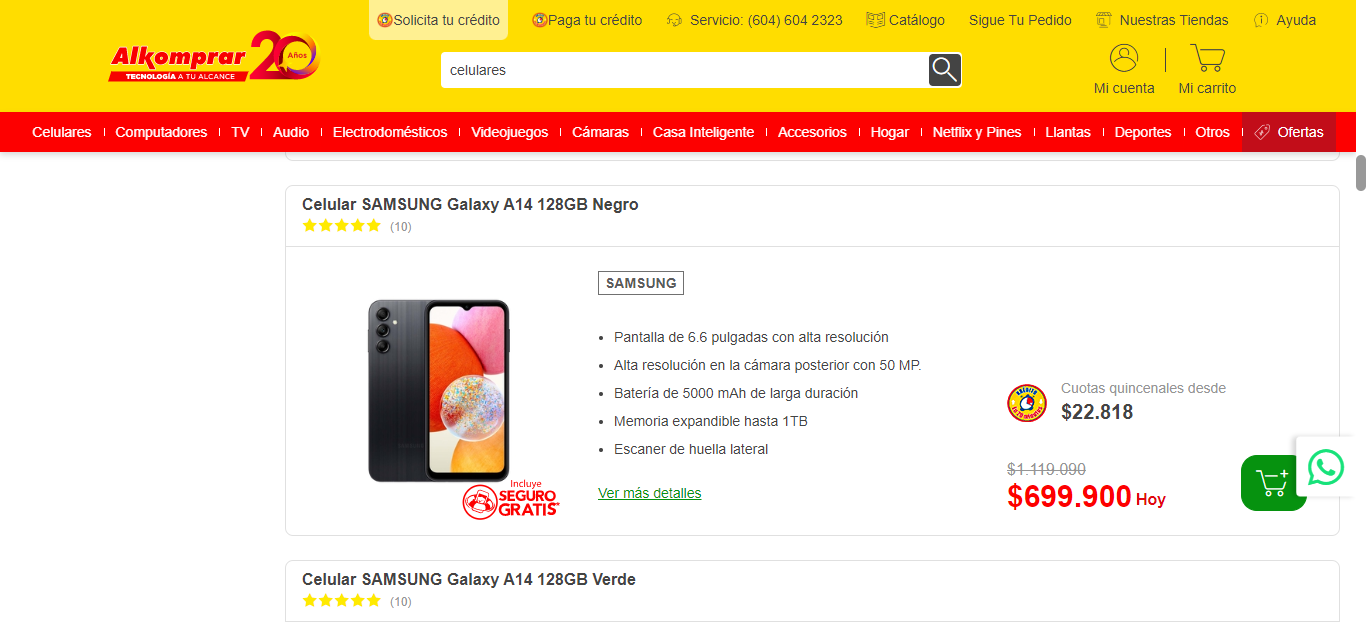 Solicita tu crédito
Paga tu crédito
Servicio: (604) 604 2323
Catálogo
Sigue Tu Pedido
Nuestras Tiendas
Ayuda
Alkomprar 20 Años
TECNOLOGÍA A TU ALCANCE
celulares
Mi cuenta
Mi carrito
Celulares
Computadores
TV
Audio
Electrodomésticos
Videojuegos
Cámaras
Casa Inteligente
Accesorios
Hogar
Netflix y Pines
Llantas
Deportes
Otros
Ofertas
Celular SAMSUNG Galaxy A14 128GB Negro
(10)
SAMSUNG
Pantalla de 6.6 pulgadas con alta resolución
Alta resolución en la cámara posterior con 50 MP.
Batería de 5000 mAh de larga duración
Memoria expandible hasta 1TB
Escaner de huella lateral
Ver más detalles
Incluye
SEGURO
GRATIS*
Cuotas quincenales desde
$22.818
$1.119.090
$699.900 Hoy
Celular SAMSUNG Galaxy A14 128GB Verde
(10)